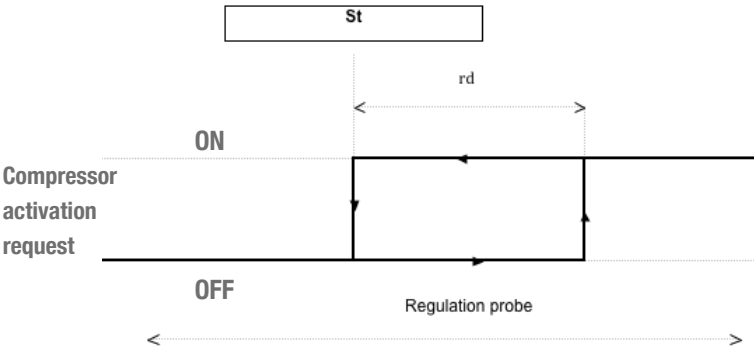 St
rd
ON
Compressor
activation
request
OFF
Regulation probe